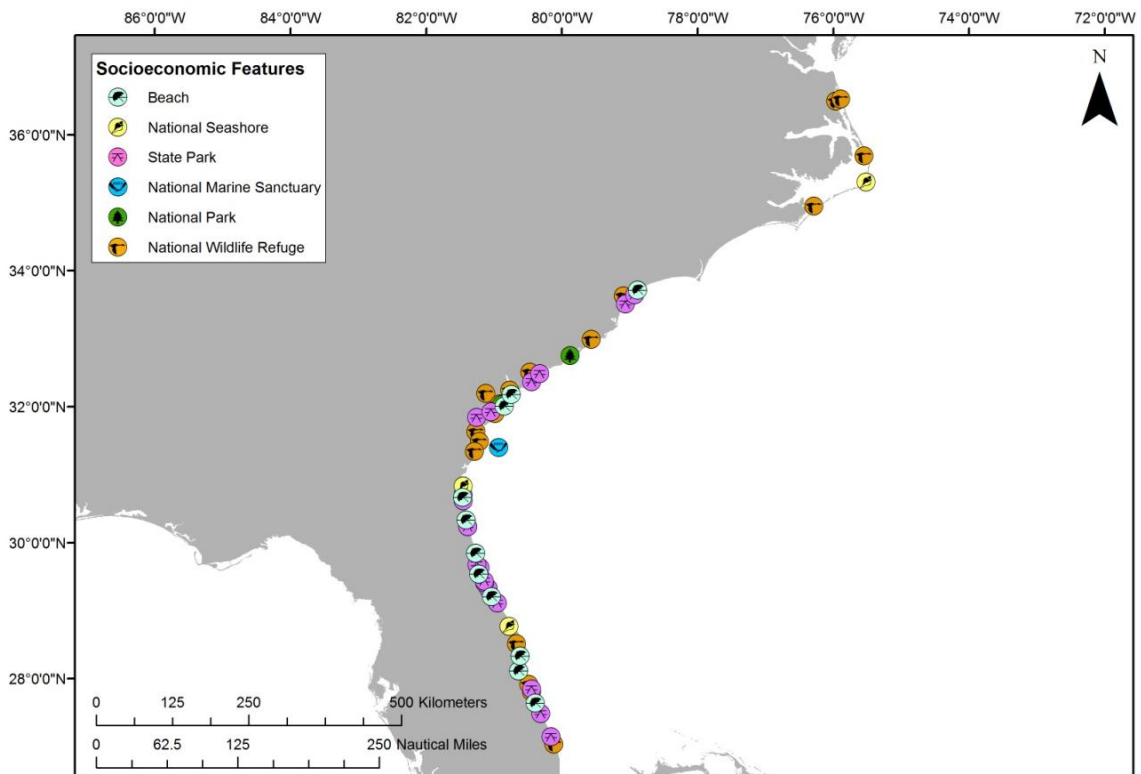 86°0'0"W 84°0'0"W 82°0'0"W 80°0'0"W 78°0'0"W 76°0'0"W 74°0'0"W 72°0'0"W
Socioeconomic Features
Beach
National Seashore
State Park
National Marine Sanctuary
National Park
National Wildlife Refuge
N
36°0'0"N
34°0'0"N
32°0'0"N
30°0'0"N
28°0'0"N
0 125 250 500 Kilometers
0 62.5 125 250 Nautical Miles